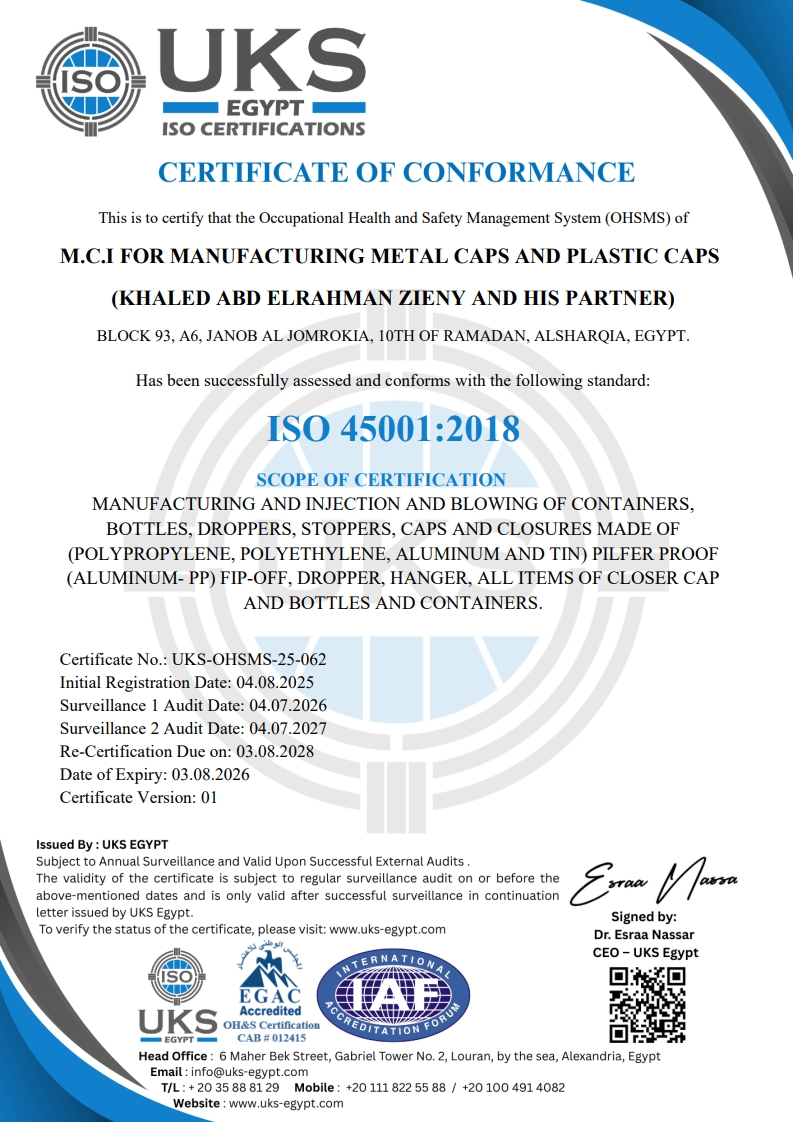 ISO
UKS
EGYPT
ISO CERTIFICATIONS
CERTIFICATE OF CONFORMANCE
This is to certify that the Occupational Health and Safety Management System (OHSMS) of
M.C.I FOR MANUFACTURING METAL CAPS AND PLASTIC CAPS
(KHALED ABD ELRAHMAN ZIENY AND HIS PARTNER)
BLOCK 93, A6, JANOB AL JOMROKIA, 10TH OF RAMADAN, ALSHARQIA, EGYPT.
Has been successfully assessed and conforms with the following standard:
ISO 45001:2018
SCOPE OF CERTIFICATION
MANUFACTURING AND INJECTION AND BLOWING OF CONTAINERS,
BOTTLES, DROPPERS, STOPPERS, CAPS AND CLOSURES MADE OF
(POLYPROPYLENE, POLYETHYLENE, ALUMINUM AND TIN) PILFER PROOF
(ALUMINUM- PP) FIP-OFF, DROPPER, HANGER, ALL ITEMS OF CLOSER CAP
AND BOTTLES AND CONTAINERS.
UKS
Certificate No.: UKS-OHSMS-25-062
Initial Registration Date: 04.08.2025
Surveillance 1 Audit Date: 04.07.2026
Surveillance 2 Audit Date: 04.07.2027
Re-Certification Due on: 03.08.2028
Date of Expiry: 03.08.2026
Certificate Version: 01
Issued By : UKS EGYPT
Subject to Annual Surveillance and Valid Upon Successful External Audits .
The validity of the certificate is subject to regular surveillance audit on or before the
above-mentioned dates and is only valid after successful surveillance in continuation
letter issued by UKS Egypt.
To verify the status of the certificate, please visit: www.uks-egypt.com
Esraa Nassa
Signed by:
Dr. Esraa Nassar
CEO – UKS Egypt
ISO
UKS
EGYPT
المجلس الوطني للاعتماد
EGAC
Accredited
OH&S Certification
CAB # 012415
INTERNATIONAL
IAF
ACCREDITATION FORUM
Head Office : 6 Maher Bek Street, Gabriel Tower No. 2, Louran, by the sea, Alexandria, Egypt
Email : info@uks-egypt.com
T/L : + 20 35 88 81 29 Mobile : +20 111 822 55 88 / +20 100 491 4082
Website : www.uks-egypt.com